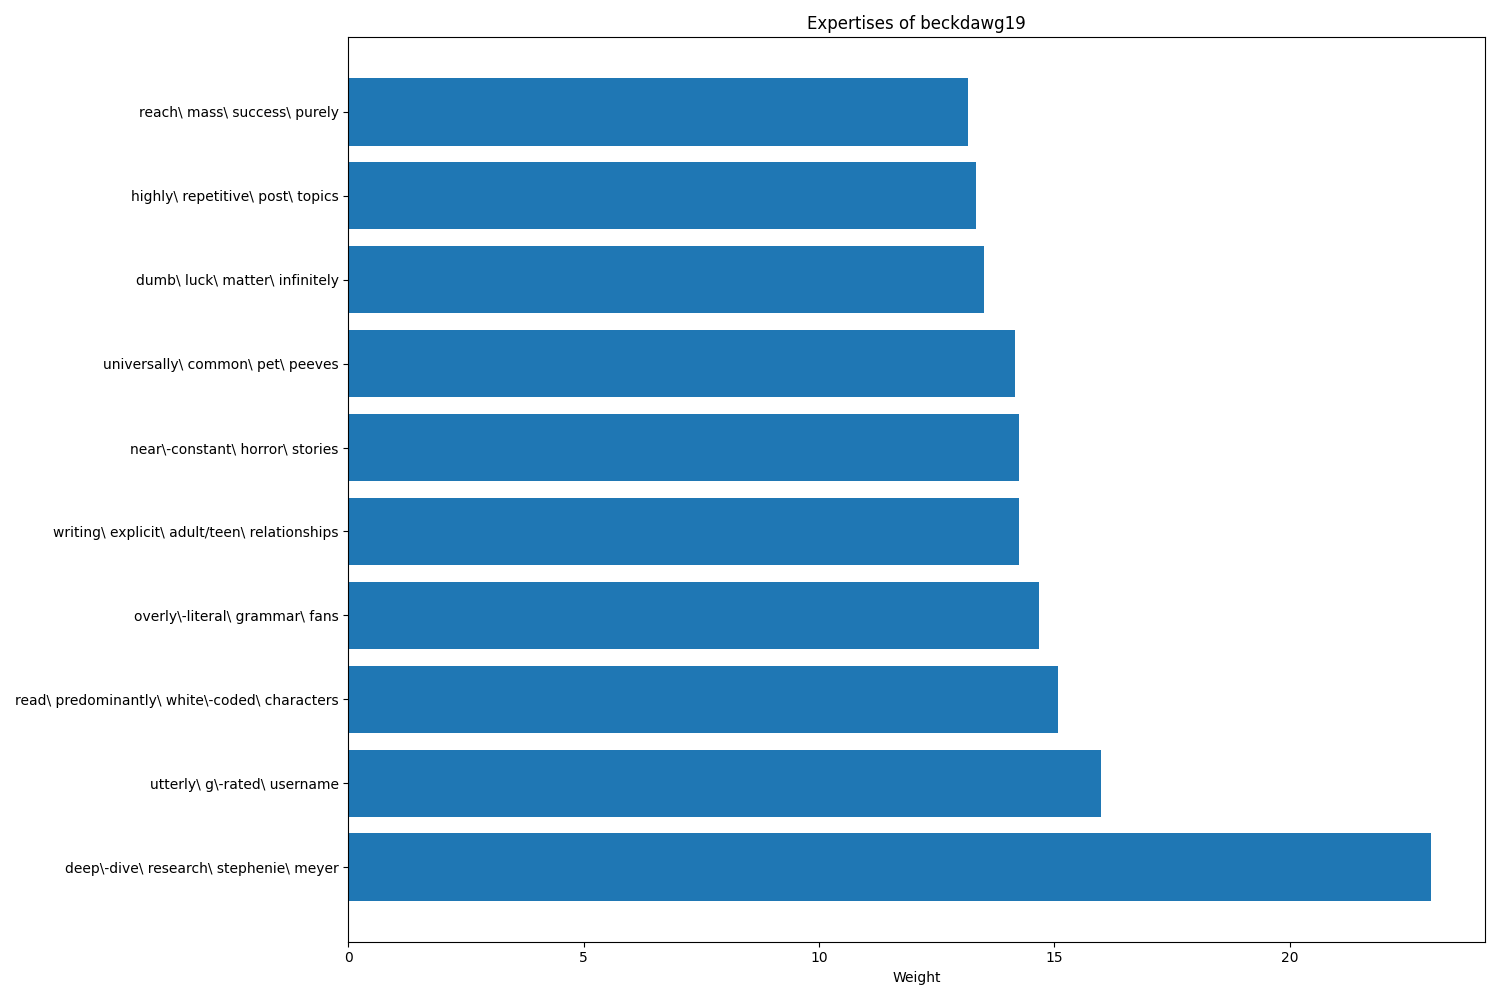 Expertises of beckdawg19
reach\ mass\ success\ purely
highly\ repetitive\ post\ topics
dumb\ luck\ matter\ infinitely
universally\ common\ pet\ peeves
near\-constant\ horror\ stories
writing\ explicit\ adult/teen\ relationships
overly\-literal\ grammar\ fans
read\ predominantly\ white\-coded\ characters
utterly\ g\-rated\ username
deep\-dive\ research\ stephenie\ meyer
0 5 10 15 20
Weight